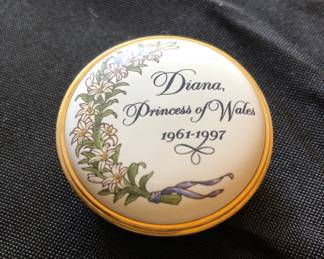 Diana,
Princess of Wales
1961-1997